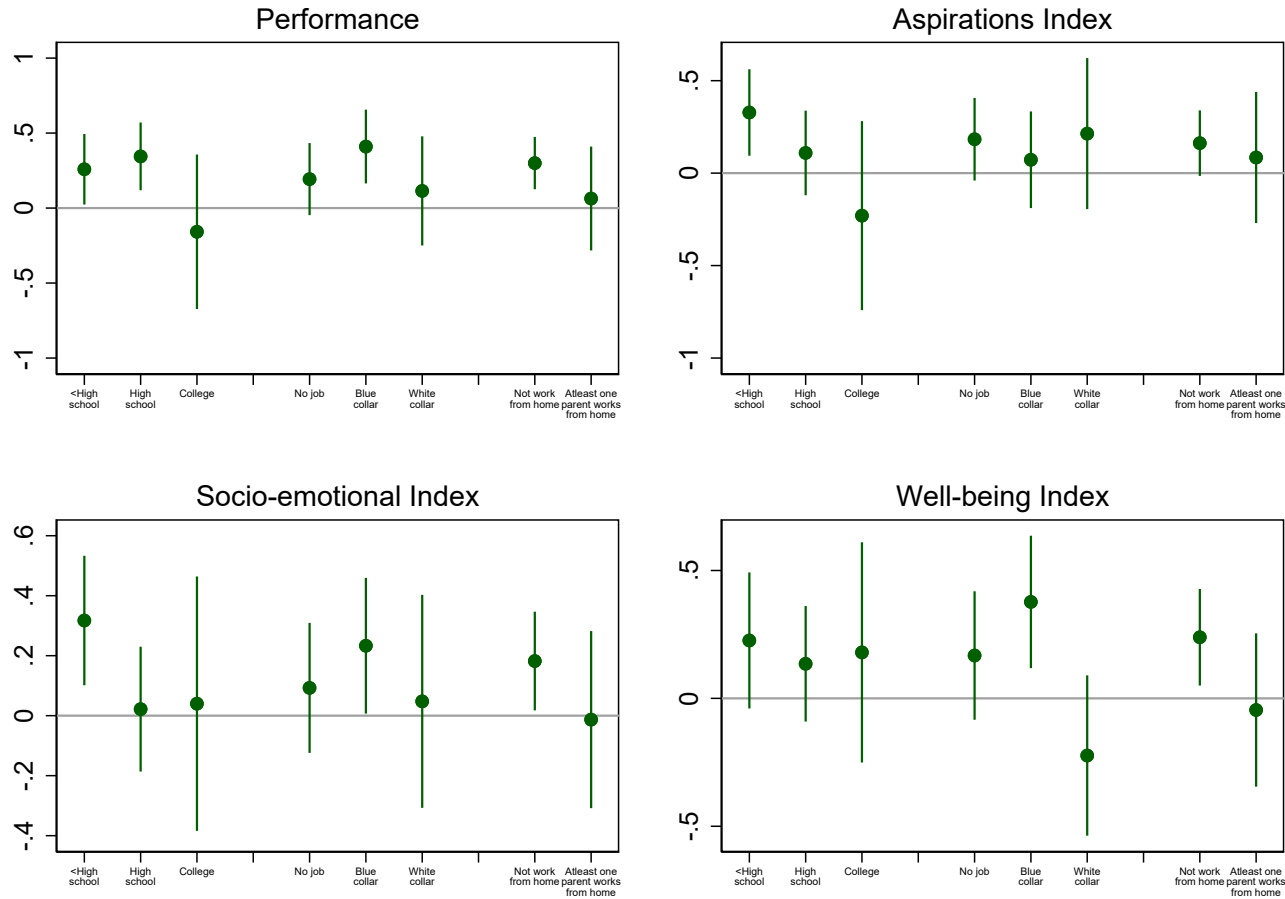 Performance
1
.5
0
-.5
-1
<High
school
High
school
College
No job
Blue
collar
White
collar
Not work
from home
Atleast one
parent works
from home
Aspirations Index
.5
0
-.5
-1
<High
school
High
school
College
No job
Blue
collar
White
collar
Not work
from home
Atleast one
parent works
from home
Socio-emotional Index
.6
.4
.2
0
-.2
-.4
<High
school
High
school
College
No job
Blue
collar
White
collar
Not work
from home
Atleast one
parent works
from home
Well-being Index
.5
0
-.5
<High
school
High
school
College
No job
Blue
collar
White
collar
Not work
from home
Atleast one
parent works
from home